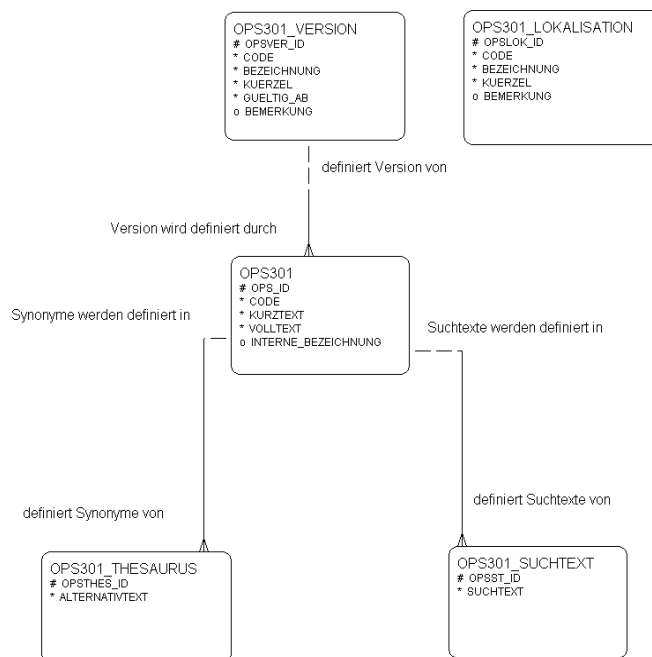 OPS301_VERSION
# OPSVER_ID
* CODE
* BEZEICHNUNG
* KUERZEL
* GUELTIG_AB
o BEMERKUNG
OPS301_LOKALISATION
# OPSLOK_ID
* CODE
* BEZEICHNUNG
* KUERZEL
o BEMERKUNG
definiert Version von
Version wird definiert durch
OPS301
# OPS_ID
* CODE
* KURZTEXT
* VOLLTEXT
o INTERNE_BEZEICHNUNG
Synonyme werden definiert in
Suchtexte werden definiert in
definiert Synonyme von
definiert Suchtexte von
OPS301_THESAURUS
# OPSTHES_ID
* ALTERNATIVTEXT
OPS301_SUCHTEXT
# OPSST_ID
* SUCHTEXT